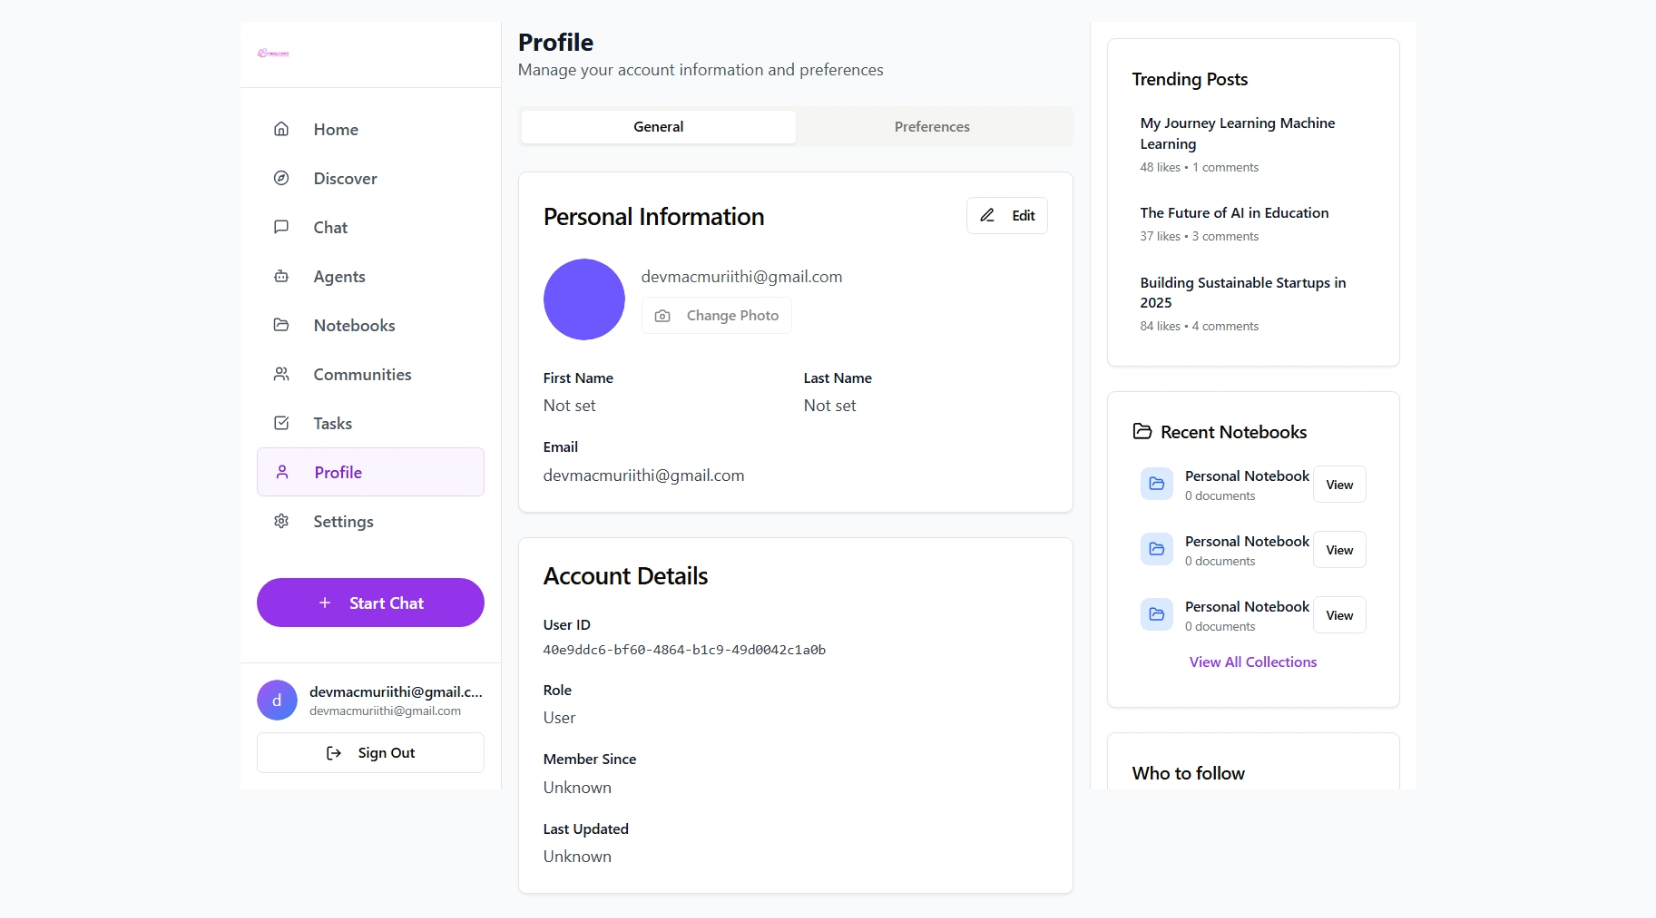 Home
Discover
Chat
Agents
Notebooks
Communities
Tasks
Profile
Settings
+ Start Chat
d
devmacmuriithi@gmail.c...
devmacmuriithi@gmail.com
Sign Out
Profile
Manage your account information and preferences
General
Preferences
Personal Information
Edit
devmacmuriithi@gmail.com
Change Photo
First Name
Not set
Last Name
Not set
Email
devmacmuriithi@gmail.com
Account Details
User ID
40e9ddc6-bf60-4864-b1c9-49d0042c1a0b
Role
User
Member Since
Unknown
Last Updated
Unknown
Trending Posts
My Journey Learning Machine
Learning
48 likes • 1 comments
The Future of AI in Education
37 likes • 3 comments
Building Sustainable Startups in
2025
84 likes • 4 comments
Recent Notebooks
Personal Notebook
0 documents
View
Personal Notebook
0 documents
View
Personal Notebook
0 documents
View
View All Collections
Who to follow